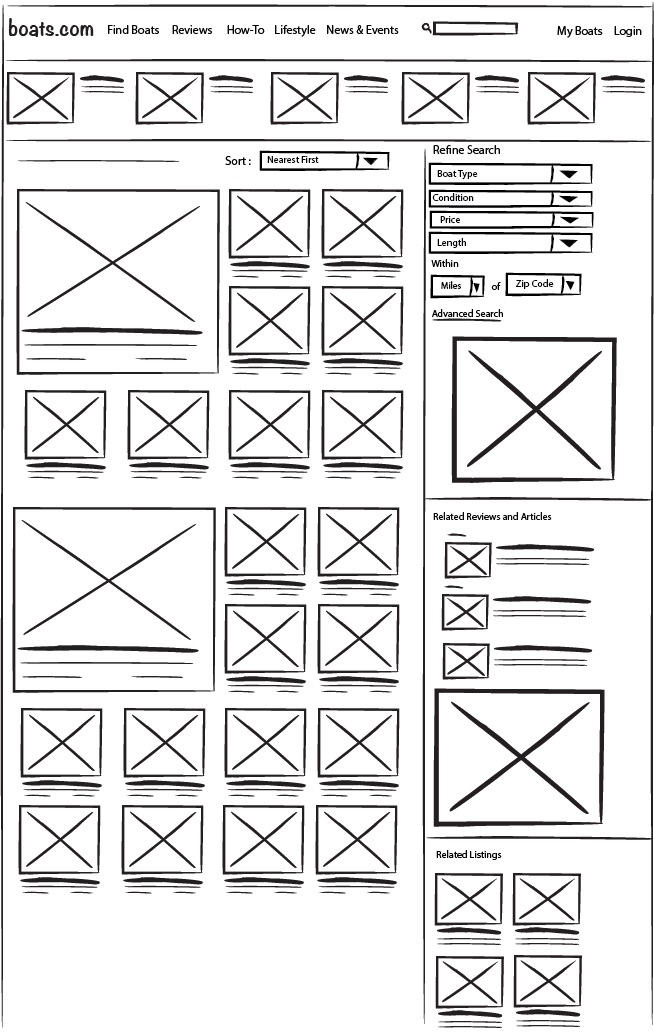 boats.com Find Boats Reviews How-To Lifestyle News & Events My Boats Login
Sort : Nearest First
Refine Search
Boat Type
Condition
Price
Length
Within
Miles of Zip Code
Advanced Search
Related Reviews and Articles
Related Listings